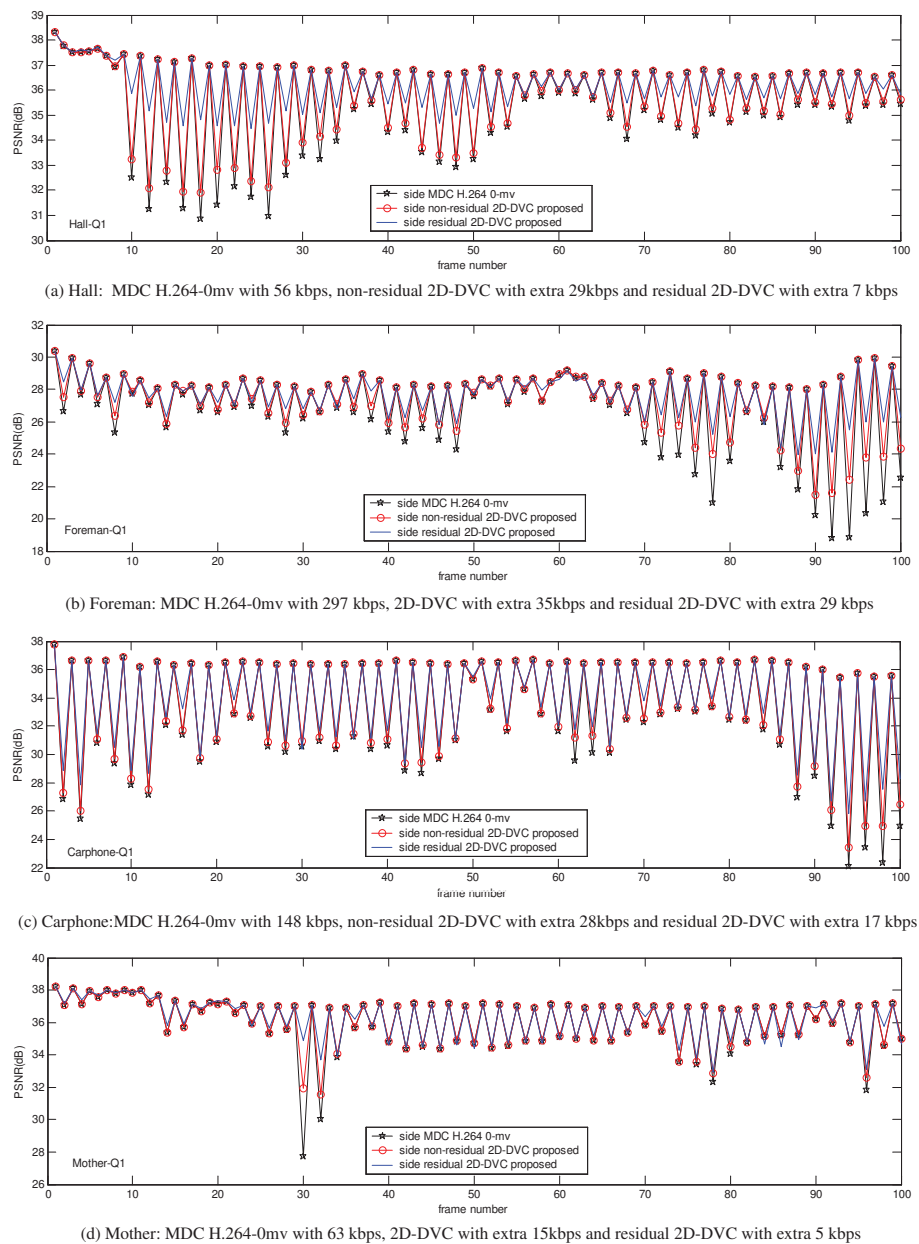 39
38
37
36
35
34
33
32
31
30
PSNR(dB)
side MDC H.264 0-mv
side non-residual 2D-DVC proposed
side residual 2D-DVC proposed
Hall-Q1
0 10 20 30 40 50 60 70 80 90 100
frame number
(a) Hall: MDC H.264-0mv with 56 kbps, non-residual 2D-DVC with extra 29kbps and residual 2D-DVC with extra 7 kbps
32
30
28
26
24
22
20
18
PSNR(dB)
side MDC H.264 0-mv
side non-residual 2D-DVC proposed
side residual 2D-DVC proposed
Foreman-Q1
0 10 20 30 40 50 60 70 80 90 100
frame number
(b) Foreman: MDC H.264-0mv with 297 kbps, 2D-DVC with extra 35kbps and residual 2D-DVC with extra 29 kbps
38
36
34
32
30
28
26
24
22
PSNR(dB)
side MDC H.264 0-mv
side non-residual 2D-DVC proposed
side residual 2D-DVC proposed
Carphone-Q1
0 10 20 30 40 50 60 70 80 90 100
frame number
(c) Carphone:MDC H.264-0mv with 148 kbps, non-residual 2D-DVC with extra 28kbps and residual 2D-DVC with extra 17 kbps
40
38
36
34
32
30
28
26
PSNR(dB)
side MDC H.264 0-mv
side non-residual 2D-DVC proposed
side residual 2D-DVC proposed
Mother-Q1
0 10 20 30 40 50 60 70 80 90 100
frame number
(d) Mother: MDC H.264-0mv with 63 kbps, 2D-DVC with extra 15kbps and residual 2D-DVC with extra 5 kbps